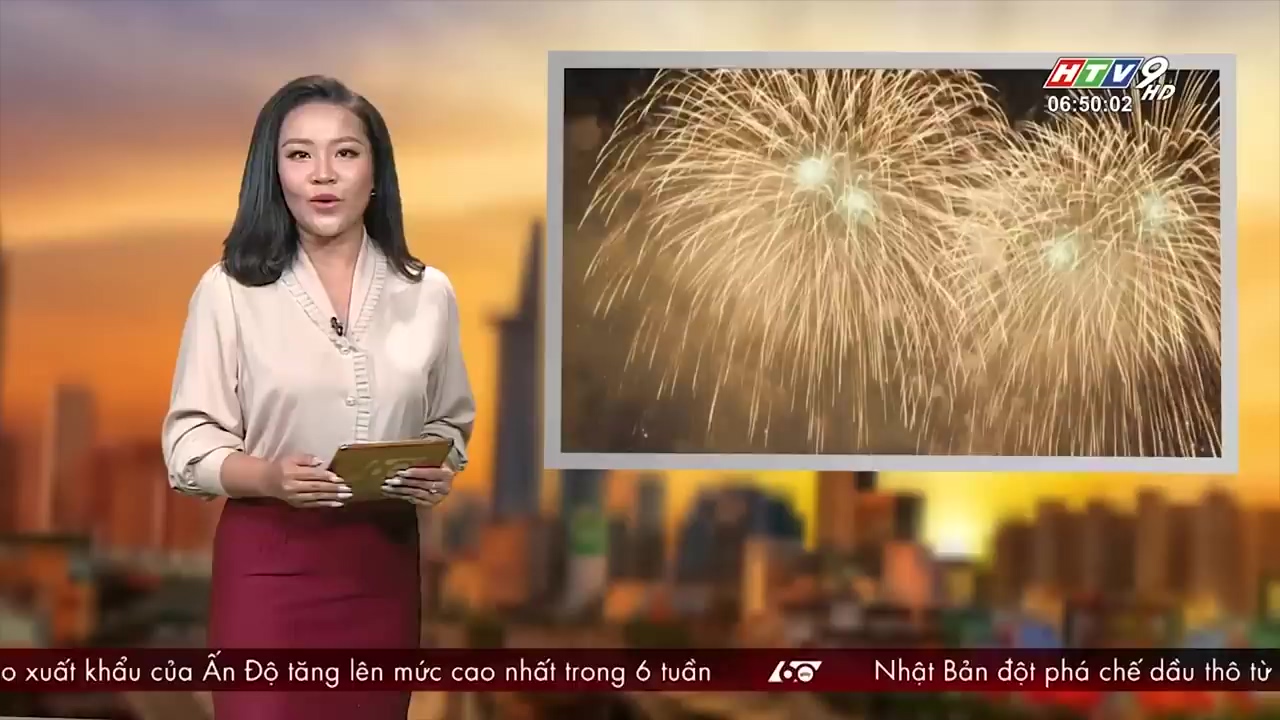 HTV9
HD
06:50:02
o xuất khẩu của Ấn Độ tăng lên mức cao nhất trong 6 tuần 60 Nhật Bản đột phá chế dầu thô từ